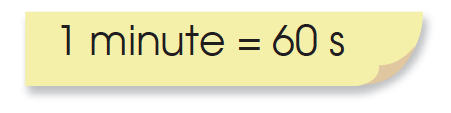 1 minute = 60 s